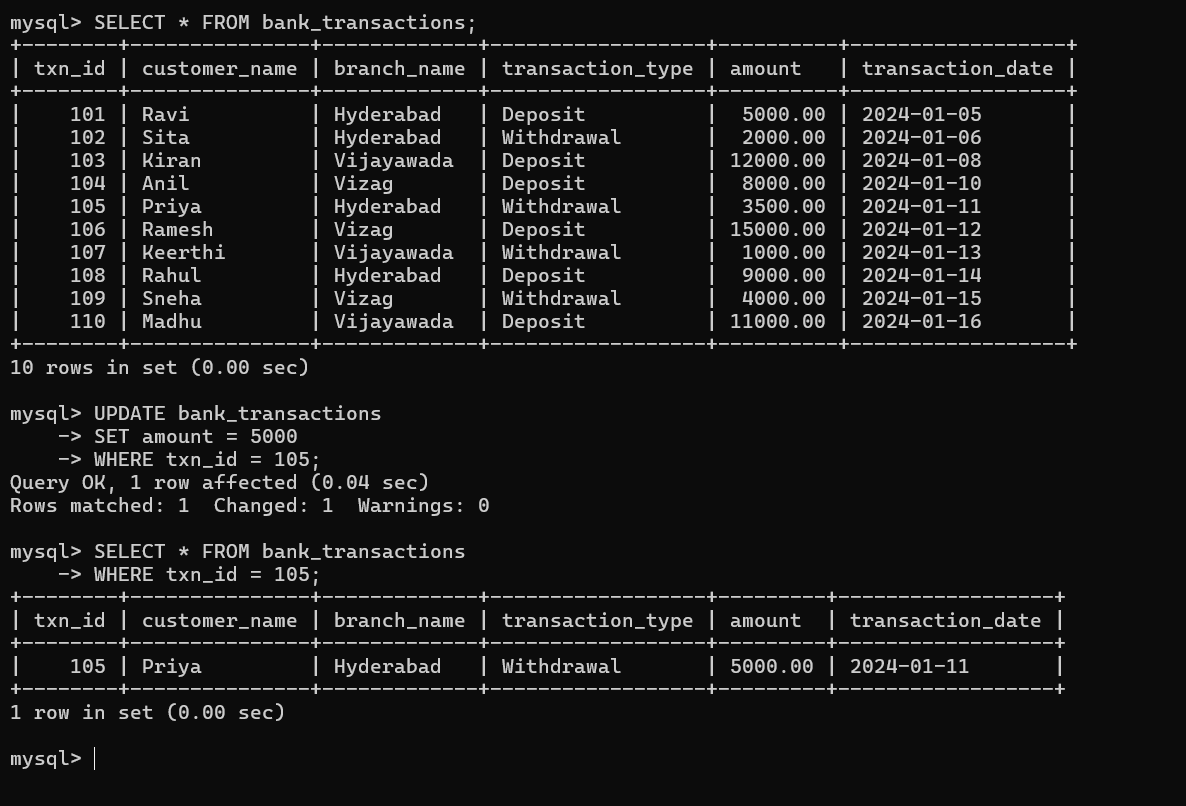 mysql> SELECT * FROM bank_transactions;
+--------+---------------+-------------+------------------+----------+------------------+
| txn_id | customer_name | branch_name | transaction_type | amount   | transaction_date |
+--------+---------------+-------------+------------------+----------+------------------+
|    101 | Ravi          | Hyderabad   | Deposit          |  5000.00 | 2024-01-05       |
|    102 | Sita          | Hyderabad   | Withdrawal       |  2000.00 | 2024-01-06       |
|    103 | Kiran         | Vijayawada  | Deposit          | 12000.00 | 2024-01-08       |
|    104 | Anil          | Vizag       | Deposit          |  8000.00 | 2024-01-10       |
|    105 | Priya         | Hyderabad   | Withdrawal       |  3500.00 | 2024-01-11       |
|    106 | Ramesh        | Vizag       | Deposit          | 15000.00 | 2024-01-12       |
|    107 | Keerthi       | Vijayawada  | Withdrawal       |  1000.00 | 2024-01-13       |
|    108 | Rahul         | Hyderabad   | Deposit          |  9000.00 | 2024-01-14       |
|    109 | Sneha         | Vizag       | Withdrawal       |  4000.00 | 2024-01-15       |
|    110 | Madhu         | Vijayawada  | Deposit          | 11000.00 | 2024-01-16       |
+--------+---------------+-------------+------------------+----------+------------------+
10 rows in set (0.00 sec)

mysql> UPDATE bank_transactions
    -> SET amount = 5000
    -> WHERE txn_id = 105;
Query OK, 1 row affected (0.04 sec)
Rows matched: 1  Changed: 1  Warnings: 0

mysql> SELECT * FROM bank_transactions
    -> WHERE txn_id = 105;
+--------+---------------+-------------+------------------+---------+------------------+
| txn_id | customer_name | branch_name | transaction_type | amount  | transaction_date |
+--------+---------------+-------------+------------------+---------+------------------+
|    105 | Priya         | Hyderabad   | Withdrawal       | 5000.00 | 2024-01-11       |
+--------+---------------+-------------+------------------+---------+------------------+
1 row in set (0.00 sec)

mysql>